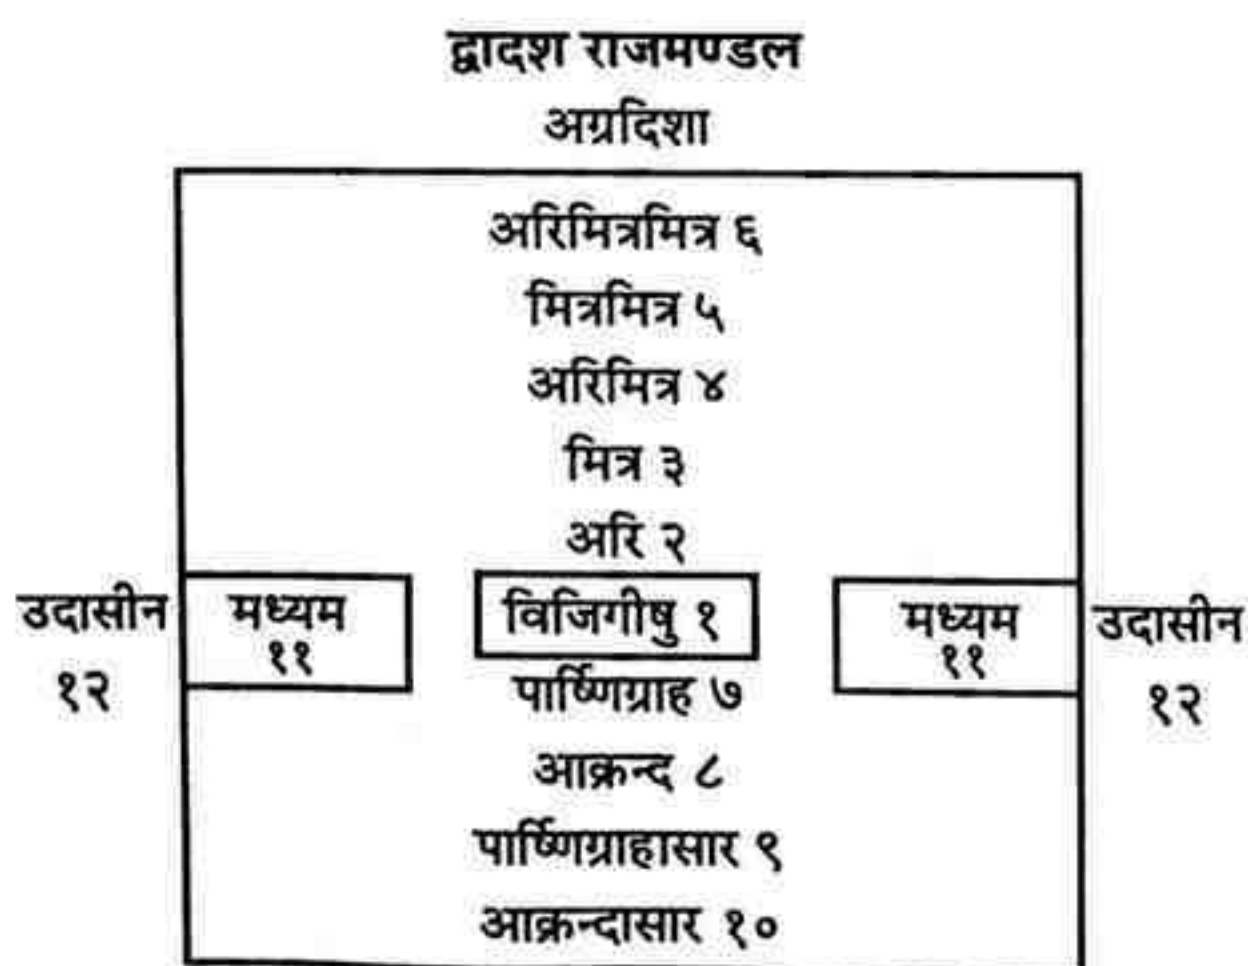 द्वादश राजमण्डल
अग्रदिशा
अरिमित्रमित्र ६
मित्रमित्र ५
अरिमित्र ४
मित्र ३
अरि २
उदासीन मध्यम विजिगीषु १ मध्यम उदासीन
१२ ११ ११ १२
पार्ष्णिग्राह ७
आक्रन्द ८
पार्ष्णिग्राहासार ९
आक्रन्दासार १०